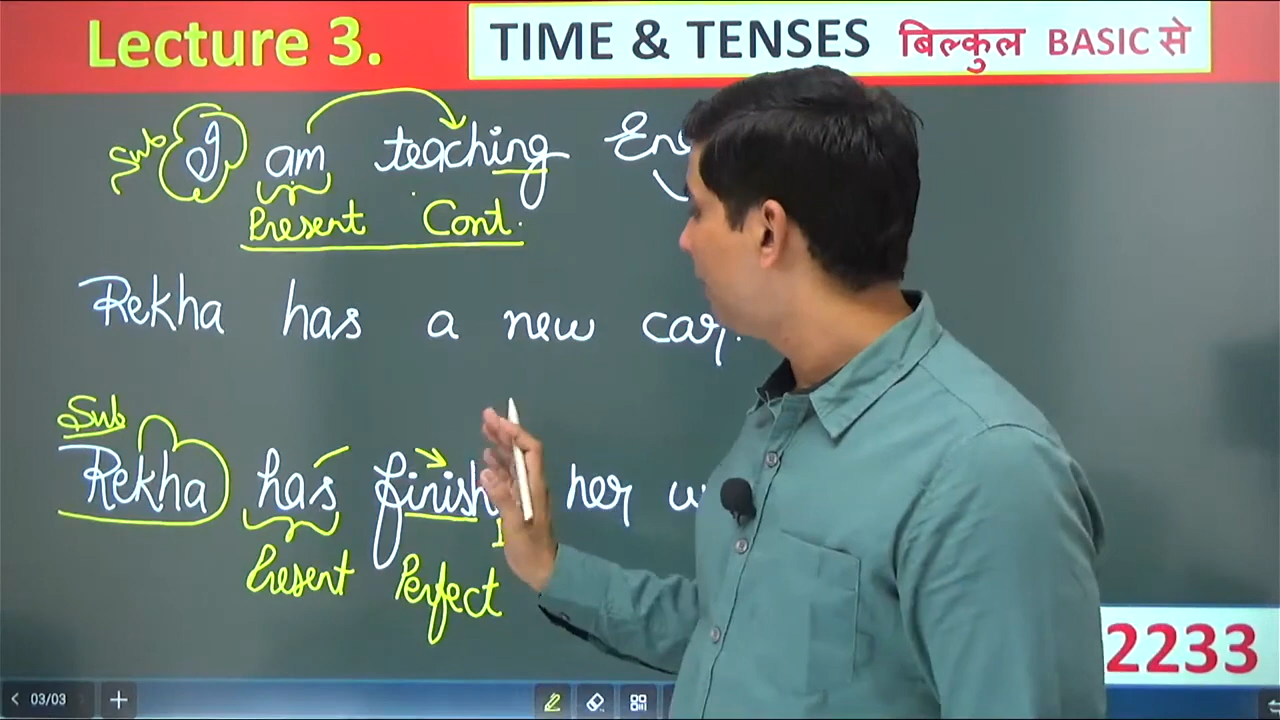 Lecture 3. TIME & TENSES बिल्कुल BASIC से
Sub I am teaching
Present Cont.
Rekha has a new car.
Sub
Rekha has finish her
Present Perfect
2233
03/03